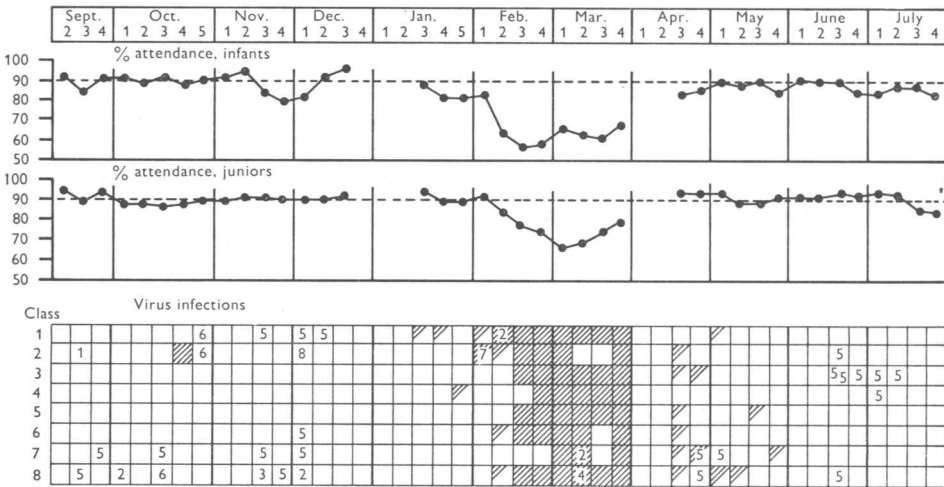 Sept. Oct. Nov. Dec. Jan. Feb. Mar. Apr. May June July
2 3 4 1 2 3 4 5 1 2 3 4 1 2 3 1 2 3 4 5 1 2 3 4 1 2 3 4 1 2 3 4 1 2 3 4 1 2 3 4 1 2 3 4
% attendance, infants
100
90
80
70
60
50
% attendance, juniors
100
90
80
70
60
50
Virus infections
Class
1 6 5 5 5 2
2 1 6 8 7 5
3 5 5 5 5 5
4 5
5
6 5
7 5 5 5 5 2 5 5
8 5 2 6 3 5 2 4 5 5